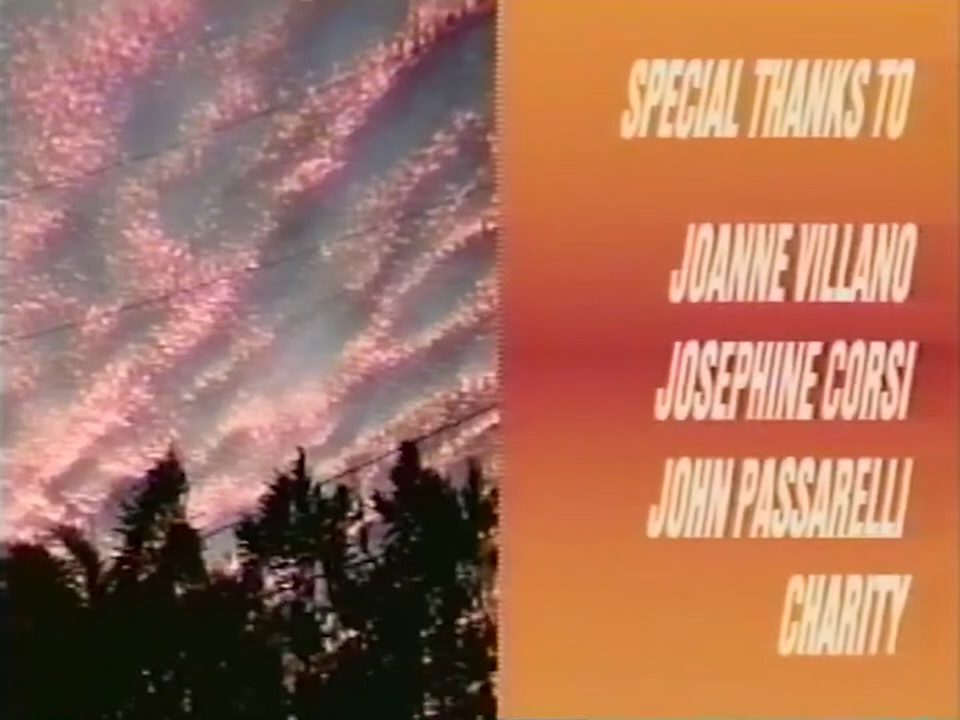 SPECIAL THANKS TO
JOANNE VILLANO
JOSEPHINE CORSI
JOHN PASSARELLI
CHARITY